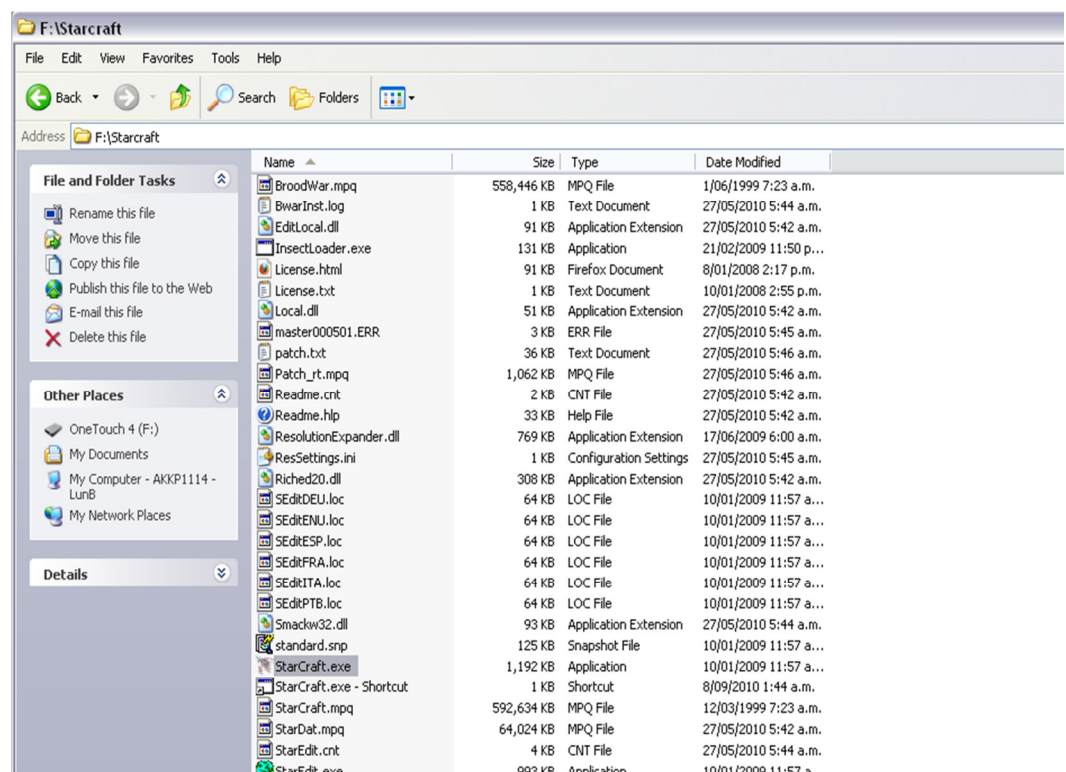 F:\Starcraft
File Edit View Favorites Tools Help
Back Search Folders
Address F:\Starcraft
File and Folder Tasks
Rename this file
Move this file
Copy this file
Publish this file to the Web
E-mail this file
Delete this file
Other Places
OneTouch 4 (F:)
My Documents
My Computer - AKKP1114 -
LunB
My Network Places
Details
Name Size Type Date Modified
BroodWar.mpq 558,446 KB MPQ File 1/06/1999 7:23 a.m.
BwarInst.log 1 KB Text Document 27/05/2010 5:44 a.m.
EditLocal.dll 91 KB Application Extension 27/05/2010 5:42 a.m.
InsectLoader.exe 131 KB Application 21/02/2009 11:50 p...
License.html 91 KB Firefox Document 8/01/2008 2:17 p.m.
License.txt 1 KB Text Document 10/01/2008 2:55 p.m.
Local.dll 51 KB Application Extension 27/05/2010 5:42 a.m.
master000501.ERR 3 KB ERR File 27/05/2010 5:45 a.m.
patch.txt 36 KB Text Document 27/05/2010 5:46 a.m.
Patch_rt.mpq 1,062 KB MPQ File 27/05/2010 5:46 a.m.
Readme.cnt 2 KB CNT File 27/05/2010 5:42 a.m.
Readme.hlp 33 KB Help File 27/05/2010 5:42 a.m.
ResolutionExpander.dll 769 KB Application Extension 17/06/2009 6:00 a.m.
ResSettings.ini 1 KB Configuration Settings 27/05/2010 5:45 a.m.
Riched20.dll 308 KB Application Extension 27/05/2010 5:42 a.m.
SEditDEU.loc 64 KB LOC File 10/01/2009 11:57 a...
SEditENU.loc 64 KB LOC File 10/01/2009 11:57 a...
SEditESP.loc 64 KB LOC File 10/01/2009 11:57 a...
SEditFRA.loc 64 KB LOC File 10/01/2009 11:57 a...
SEditITA.loc 64 KB LOC File 10/01/2009 11:57 a...
SEditPTB.loc 64 KB LOC File 10/01/2009 11:57 a...
Smackw32.dll 93 KB Application Extension 27/05/2010 5:44 a.m.
standard.snp 125 KB Snapshot File 10/01/2009 11:57 a...
StarCraft.exe 1,192 KB Application 10/01/2009 11:57 a...
StarCraft.exe - Shortcut 1 KB Shortcut 8/09/2010 1:44 a.m.
StarCraft.mpq 592,634 KB MPQ File 12/03/1999 7:23 a.m.
StarDat.mpq 64,024 KB MPQ File 27/05/2010 5:42 a.m.
StarEdit.cnt 4 KB CNT File 27/05/2010 5:44 a.m.
StarEdit.exe 993 KB Application 10/01/2009 11:57 a...